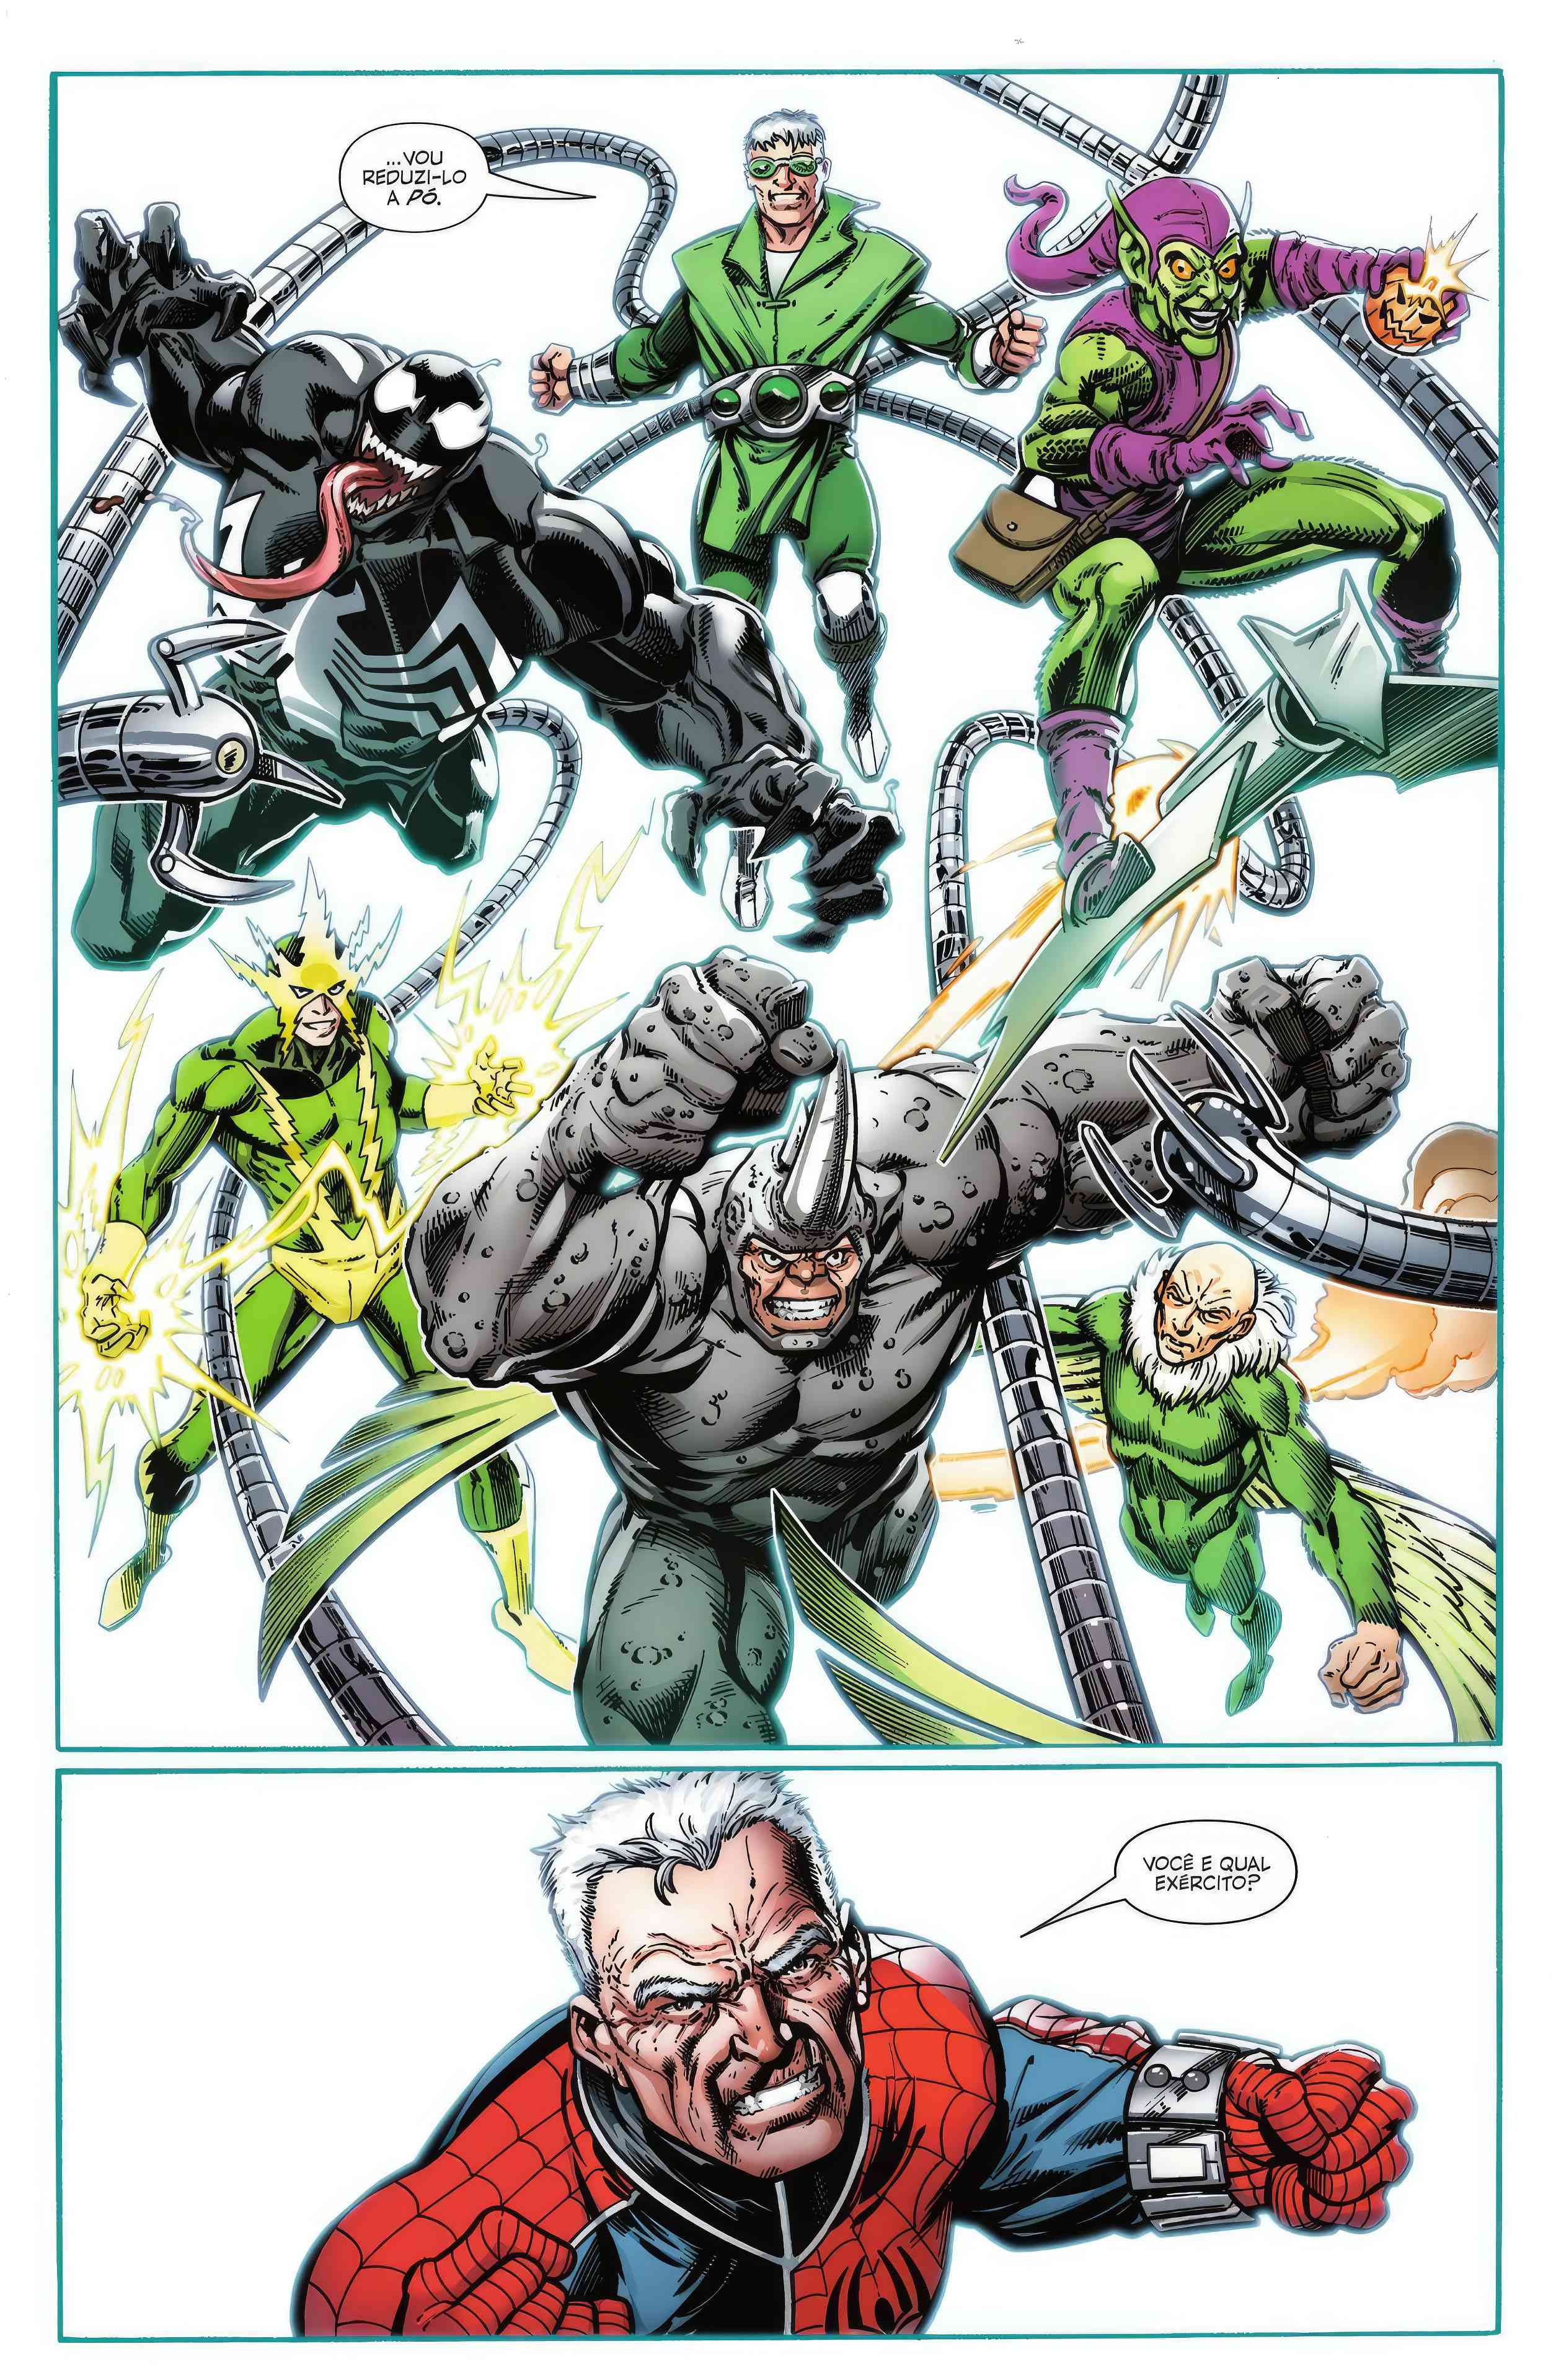 ...VOU
REDUZI-LO
A PÓ.
VOCÊ E QUAL
EXÉRCITO?